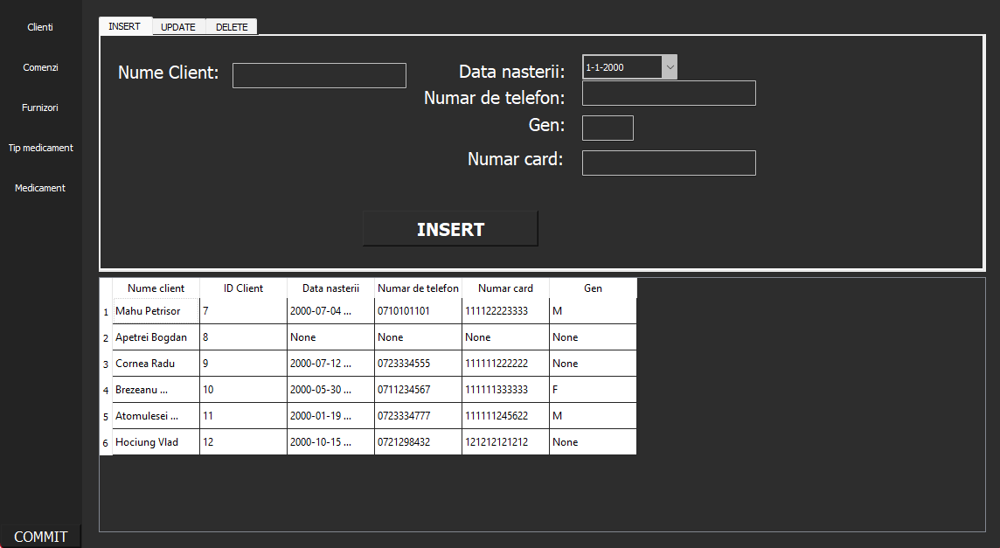 Clienti
Comenzi
Furnizori
Tip medicament
Medicament
COMMIT
INSERT UPDATE DELETE
Nume Client:
Data nasterii: 1-1-2000
Numar de telefon:
Gen:
Numar card:
INSERT
Nume client ID Client Data nasterii Numar de telefon Numar card Gen
1 Mahu Petrisor 7 2000-07-04 ... 0710101101 111122223333 M
2 Apetrei Bogdan 8 None None None None
3 Cornea Radu 9 2000-07-12 ... 0723334555 111111222222 None
4 Brezeanu ... 10 2000-05-30 ... 0711234567 111111333333 F
5 Atomulesei ... 11 2000-01-19 ... 0723334777 111111245622 M
6 Hociung Vlad 12 2000-10-15 ... 0721298432 121212121212 None